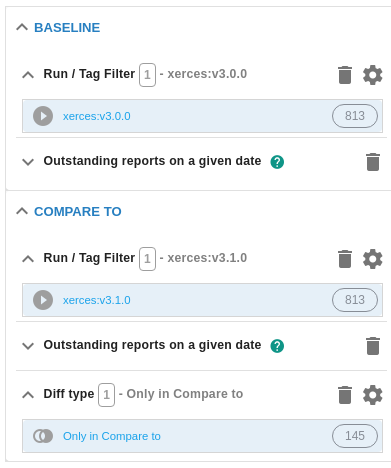 BASELINE
Run / Tag Filter 1 - xerces:v3.0.0
xerces:v3.0.0 813
Outstanding reports on a given date ?
COMPARE TO
Run / Tag Filter 1 - xerces:v3.1.0
xerces:v3.1.0 813
Outstanding reports on a given date ?
Diff type 1 - Only in Compare to
Only in Compare to 145